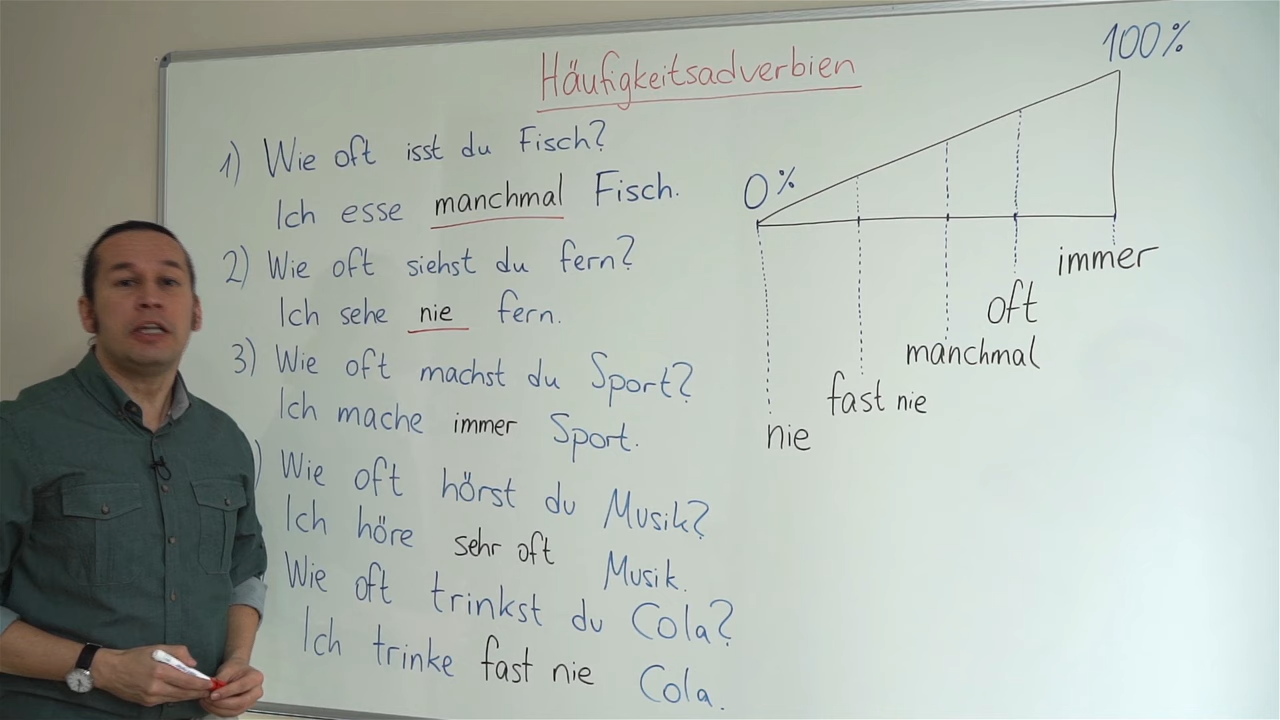 Häufigkeitsadverbien
1) Wie oft isst du Fisch?
Ich esse manchmal Fisch.
2) Wie oft siehst du fern?
Ich sehe nie fern.
3) Wie oft machst du Sport?
Ich mache immer Sport.
) Wie oft hörst du Musik?
Ich höre sehr oft Musik.
Wie oft trinkst du Cola?
Ich trinke fast nie Cola.
100%
0%
immer
oft
manchmal
fast nie
nie